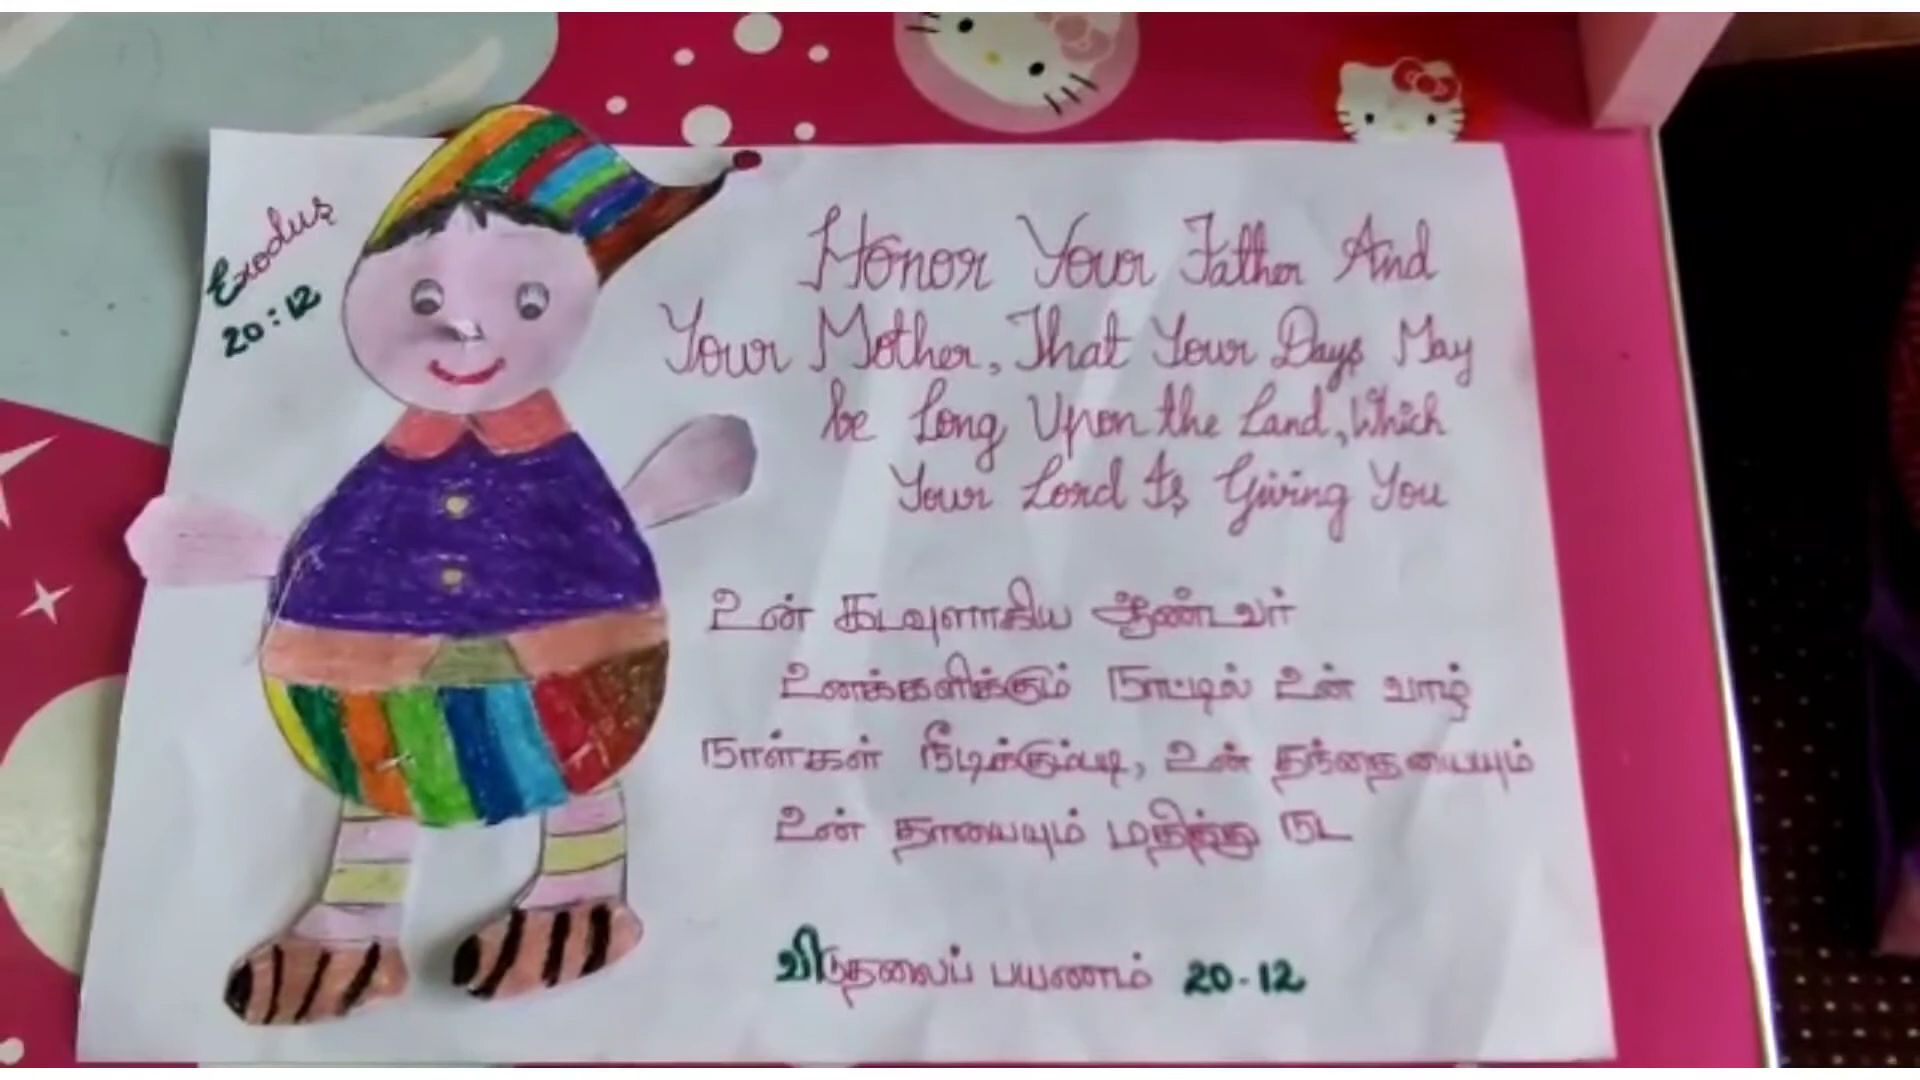 Exodus
20:12
Honor Your Father And
Your Mother, That Your Days May
be Long Upon the Land, Which
Your Lord Is Giving You
உன் கடவுளாகிய ஆண்டவர்
உனக்களிக்கும் நாட்டில் உன் வாழ்
நாள்கள் நீடிக்கும்படி, உன் தந்தையையும்
உன் தாயையும் மதித்து நட
விடுதலைப் பயணம் 20-12